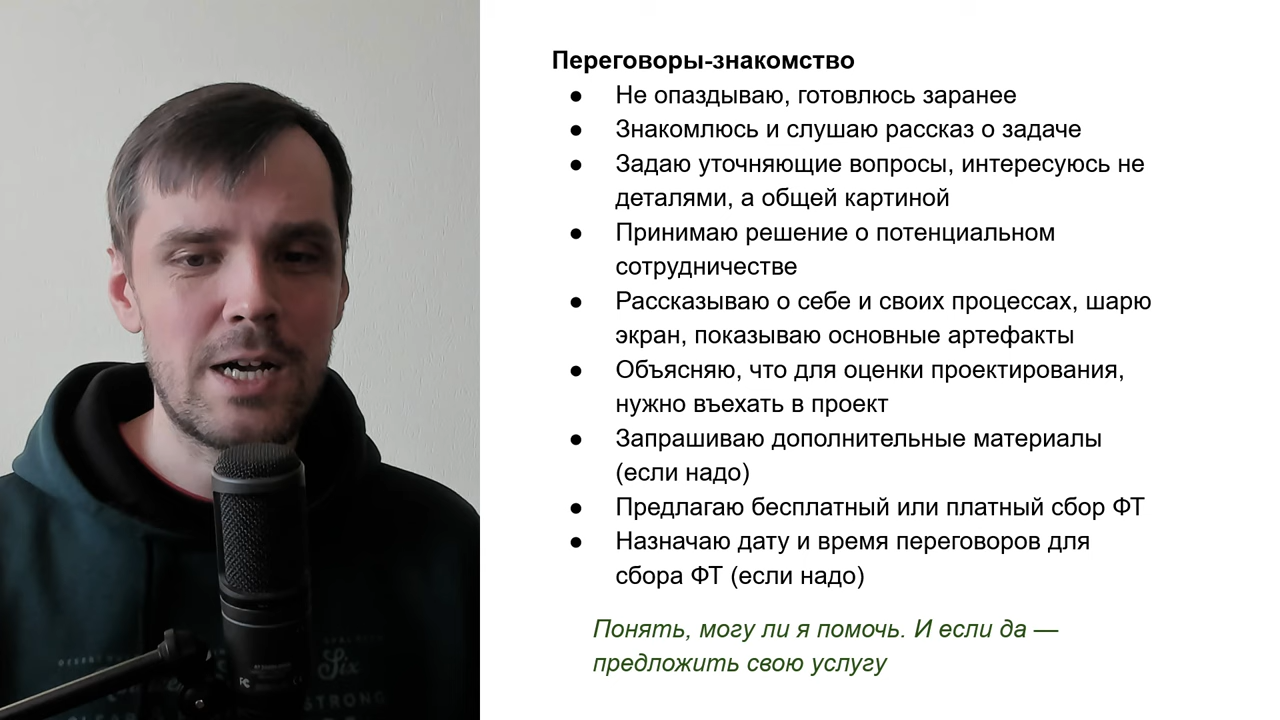 Переговоры-знакомство
● Не опаздываю, готовлюсь заранее
● Знакомлюсь и слушаю рассказ о задаче
● Задаю уточняющие вопросы, интересуюсь не
деталями, а общей картиной
● Принимаю решение о потенциальном
сотрудничестве
● Рассказываю о себе и своих процессах, шарю
экран, показываю основные артефакты
● Объясняю, что для оценки проектирования,
нужно въехать в проект
● Запрашиваю дополнительные материалы
(если надо)
● Предлагаю бесплатный или платный сбор ФТ
● Назначаю дату и время переговоров для
сбора ФТ (если надо)
Понять, могу ли я помочь. И если да —
предложить свою услугу
Six
STRONG